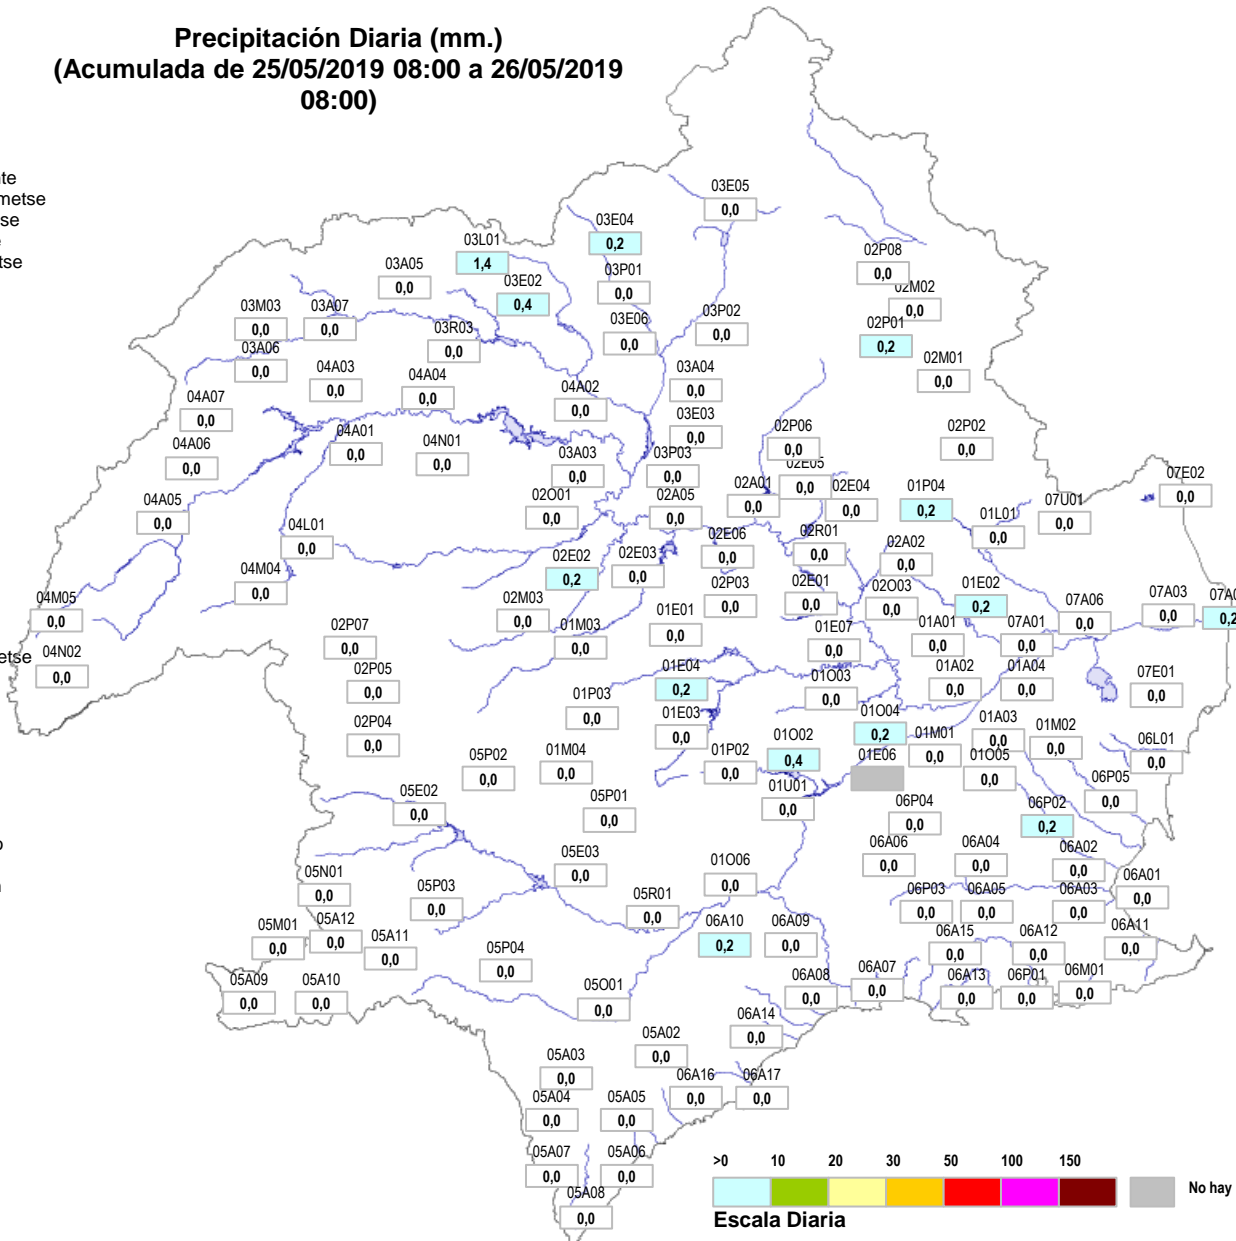 Precipitación Diaria (mm.)
(Acumulada de 25/05/2019 08:00 a 26/05/2019
08:00)
03E05
0,0
03E04
0,2
03L01
1,4
02P08
0,0
03A05
0,0
03E02
0,4
03P01
0,0
02M02
0,0
03M03
0,0
03A07
0,0
03R03
0,0
03E06
0,0
03P02
0,0
02P01
0,2
03A06
0,0
04A03
0,0
04A04
0,0
04A02
0,0
03A04
0,0
02M01
0,0
04A07
0,0
03E03
0,0
04A06
0,0
04A01
0,0
04N01
0,0
03A03
0,0
03P03
0,0
02P06
0,0
02P02
0,0
02E05
0,0
07E02
0,0
04A05
0,0
02O01
0,0
02A05
0,0
02A01
0,0
02E04
0,0
01P04
0,2
01L01
0,0
07U01
0,0
04L01
0,0
02E02
0,2
02E03
0,0
02E06
0,0
02R01
0,0
02A02
0,0
04M04
0,0
04M05
0,0
02M03
0,0
02P03
0,0
02E01
0,0
02O03
0,0
01E02
0,2
07A06
0,0
07A03
0,0
0,2
02P07
0,0
01M03
0,0
01E01
0,0
01E07
0,0
01A01
0,0
07A01
0,0
etse
04N02
0,0
02P05
0,0
01E04
0,2
01O03
0,0
01A02
0,0
01A04
0,0
07E01
0,0
02P04
0,0
01P03
0,0
01E03
0,0
01O04
0,2
01M01
0,0
01A03
0,0
01M02
0,0
06L01
0,0
05P02
0,0
01M04
0,0
01P02
0,0
01O02
0,4
01E06
01O05
0,0
06P05
0,0
05E02
0,0
05P01
0,0
01U01
0,0
06P04
0,0
06P02
0,2
05E03
0,0
01O06
0,0
06A06
0,0
06A04
0,0
06A02
0,0
05N01
0,0
05P03
0,0
05R01
0,0
06P03
0,0
06A05
0,0
06A03
0,0
06A01
0,0
05M01
0,0
05A12
0,0
05A11
0,0
05P04
0,0
06A10
0,2
06A09
0,0
06A15
0,0
06A12
0,0
06A11
0,0
05A09
0,0
05A10
0,0
05O01
0,0
06A08
0,0
06A07
0,0
06A13
0,0
06P01
0,0
06M01
0,0
05A02
0,0
06A14
0,0
05A03
0,0
06A16
0,0
06A17
0,0
05A04
0,0
05A05
0,0
05A07
0,0
05A06
0,0
05A08
0,0
>0 10 20 30 50 100 150
No hay
Escala Diaria